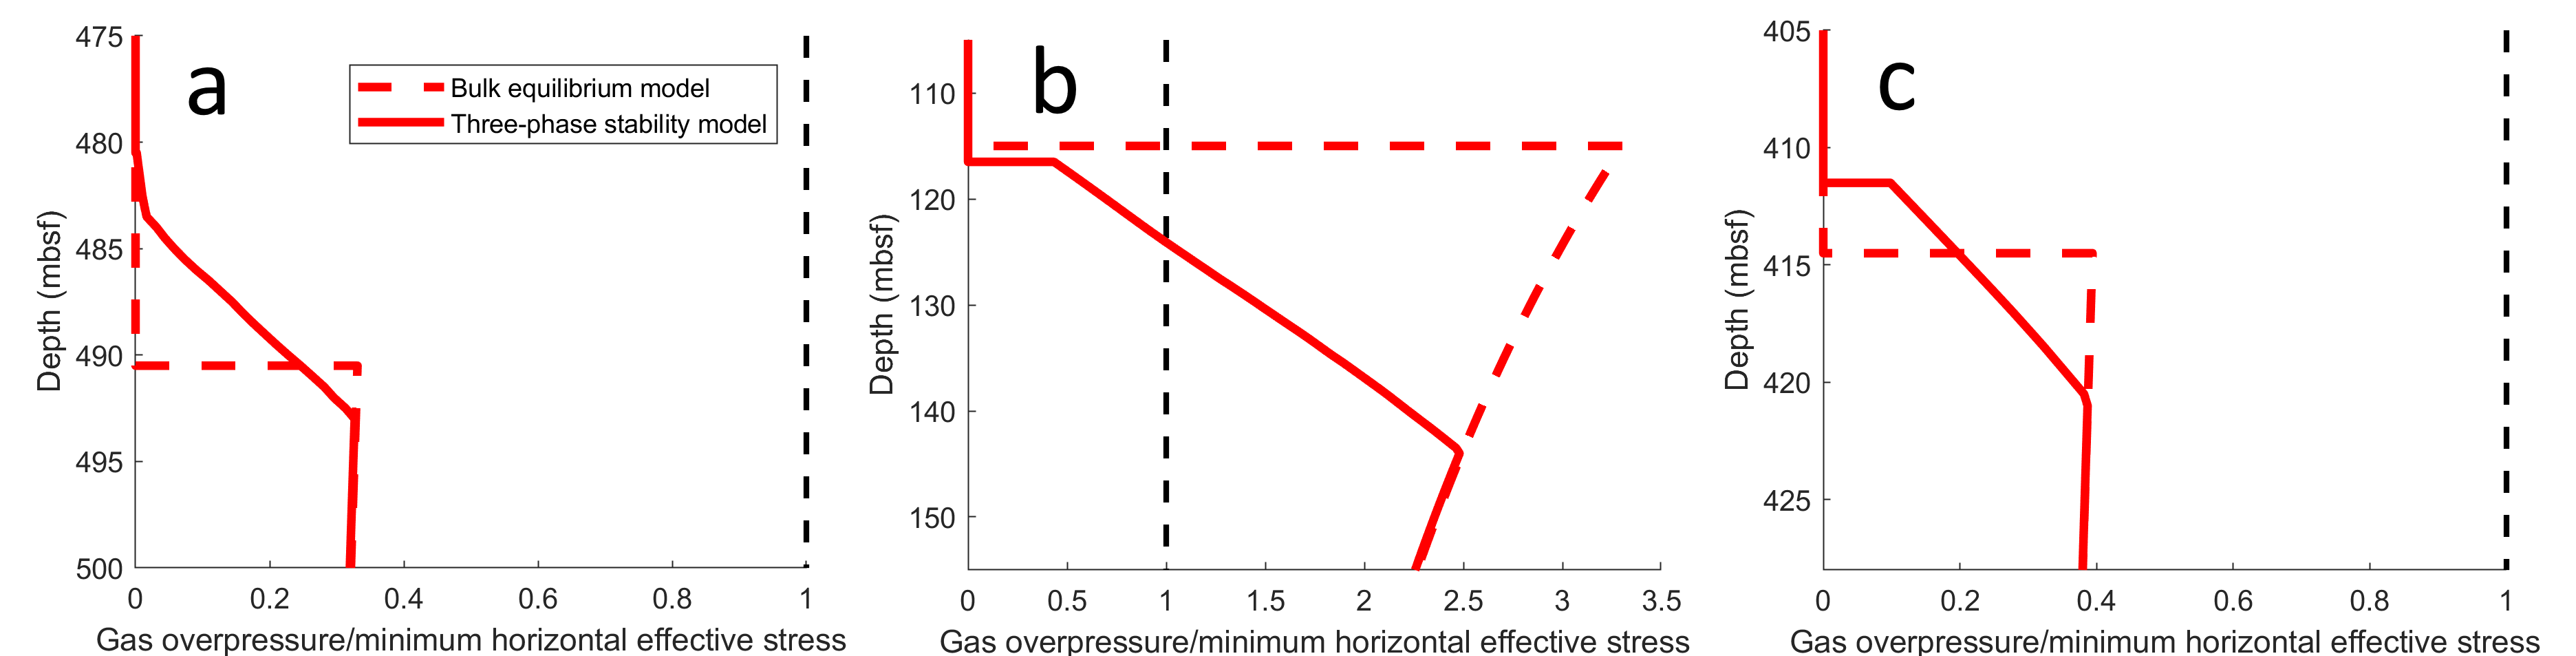 a
475
480
485
490
495
500
Depth (mbsf)
0 0.2 0.4 0.6 0.8 1
Gas overpressure/minimum horizontal effective stress
Bulk equilibrium model
Three-phase stability model
b
110
120
130
140
150
Depth (mbsf)
0 0.5 1 1.5 2 2.5 3 3.5
Gas overpressure/minimum horizontal effective stress
c
405
410
415
420
425
Depth (mbsf)
0 0.2 0.4 0.6 0.8 1
Gas overpressure/minimum horizontal effective stress